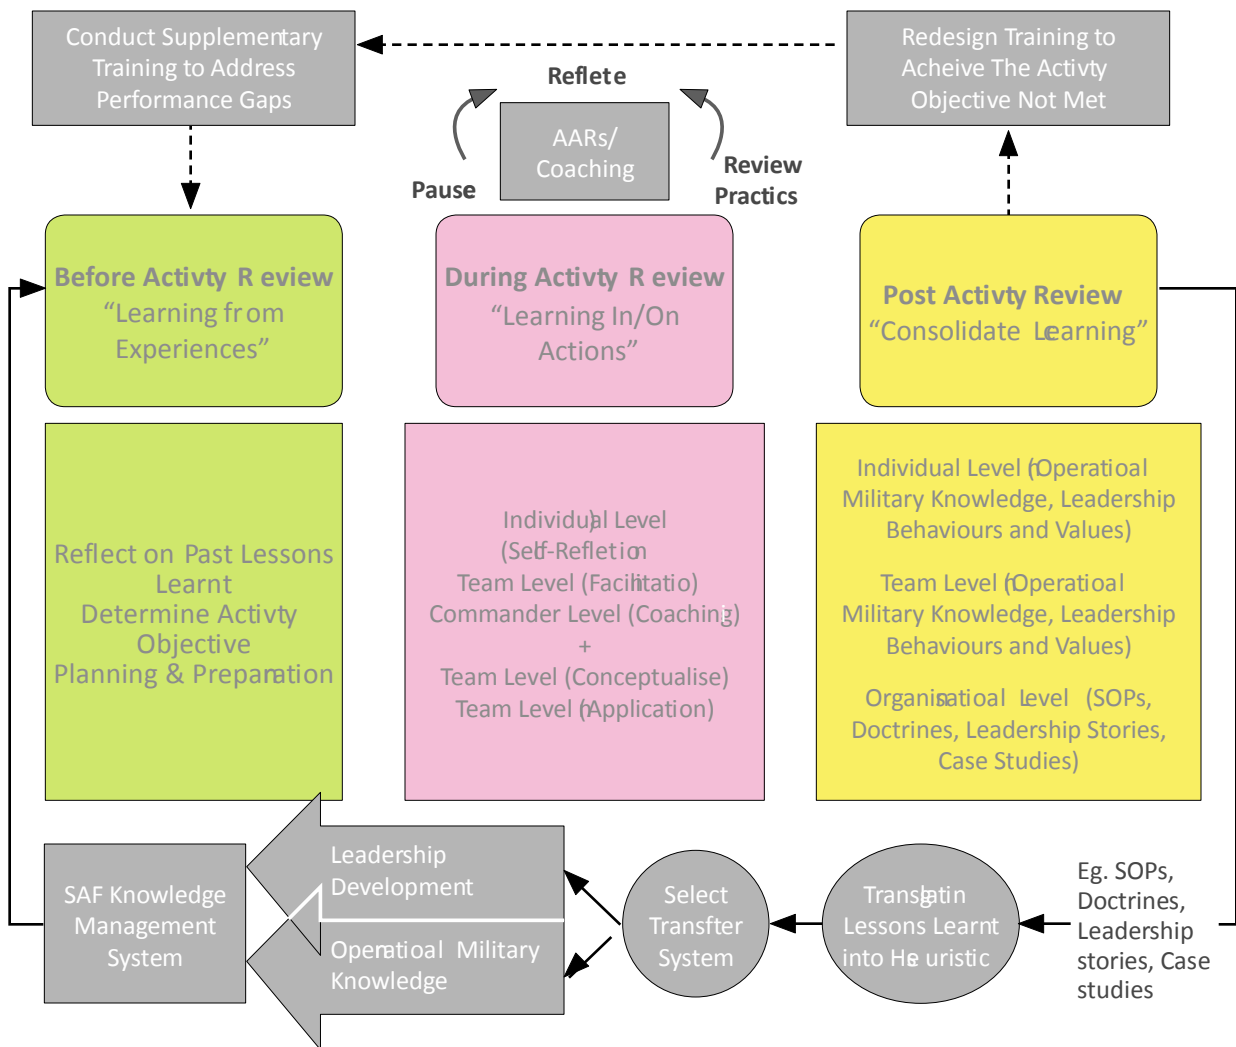 Conduct Supplementary
Training to Address
Performance Gaps
Reflete
AARs/
Coaching
Pause
Review
Practics
Redesign Training to
Acheive The Activty
Objective Not Met
Before Activty R eview
“Learning fr om
Experiences”
During Activty R eview
“Learning In/On
Actions”
Post Activty Review
“Consolidate Learning”
Reflect on Past Lessons
Learnt
Determine Activty
Objective
Planning & Preparation
Individual Level
(Self-Refletion
Team Level (Facilitatio)
Commander Level (Coaching)
+
Team Level (Conceptualise)
Team Level (Application)
Individual Level (Operatioal
Military Knowledge, Leadership
Behaviours and Values)
Team Level (Operatioal
Military Knowledge, Leadership
Behaviours and Values)
Organisatioal Level (SOPs,
Doctrines, Leadership Stories,
Case Studies)
SAF Knowledge
Management
System
Leadership
Development
Operatioal Military
Knowledge
Select
Transfter
System
Translatin
Lessons Learnt
into Heuristic
Eg. SOPs,
Doctrines,
Leadership
stories, Case
studies